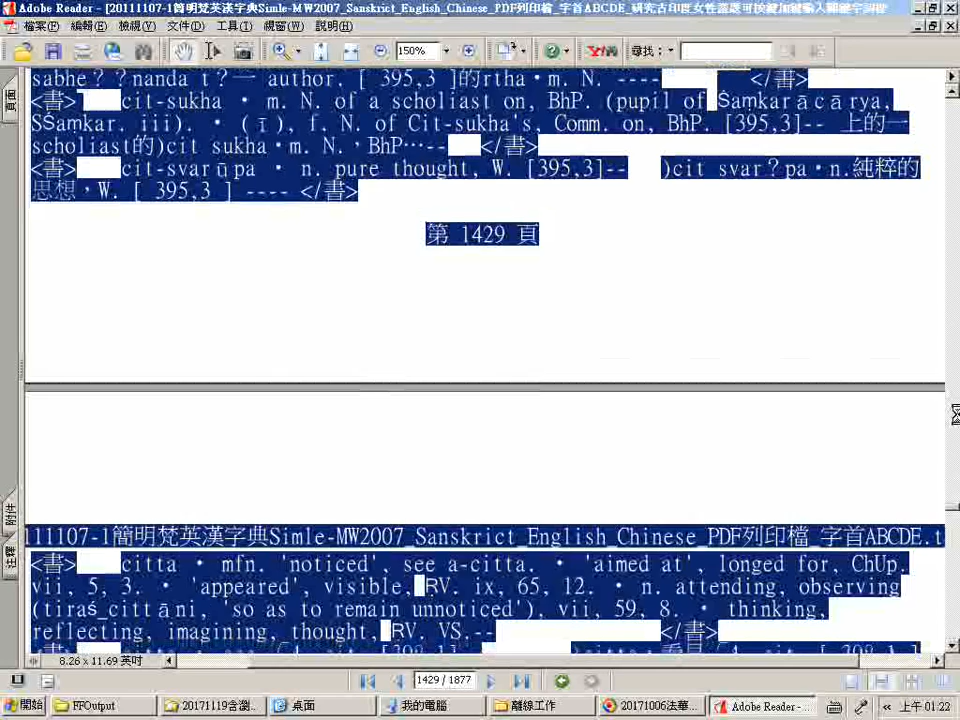 Adobe Reader - [20111107-1簡明梵英漢字典Simle-MW2007_Sanskrict_English_Chinese_PDF列印檔_字首ABCDE_研究古印度女性
檔案(F) 編輯(E) 檢視(V) 文件(D) 工具(T) 視窗(W) 說明(H)
150% 尋找：
頁面
sabhe？？nanda t？一 author. [ 395,3 ]的rtha‧m. N. ---- </書>
<書> cit-sukha ‧ m. N. of a scholiast on, BhP. (pupil of Śaṃkarācārya,
SŚaṃkar. iii). ‧ (ī), f. N. of Cit-sukha's, Comm. on, BhP. [395,3]-- 上的一
scholiast的)cit sukha‧m. N.，BhP…-- </書>
<書> cit-svarūpa ‧ n. pure thought, W. [395,3]-- )cit svar？pa‧n.純粹的
思想，W. [ 395,3 ] ---- </書>
第 1429 頁
附件
注釋
111107-1簡明梵英漢字典Simle-MW2007_Sanskrict_English_Chinese_PDF列印檔_字首ABCDE.t
<書> citta ‧ mfn. 'noticed', see a-citta. ‧ 'aimed at', longed for, ChUp.
vii, 5, 3. ‧ 'appeared', visible, RV. ix, 65, 12. ‧ n. attending, observing
(tiraś_cittāni, 'so as to remain unnoticed'), vii, 59, 8. ‧ thinking,
reflecting, imagining, thought, RV. VS.-- </書>
8.26 x 11.69 英吋
1429 / 1877
開始 FFOutput 20171119含瀏... 桌面 我的電腦 離線工作 20171006法華... Adobe Reader - [... 上午 01:22